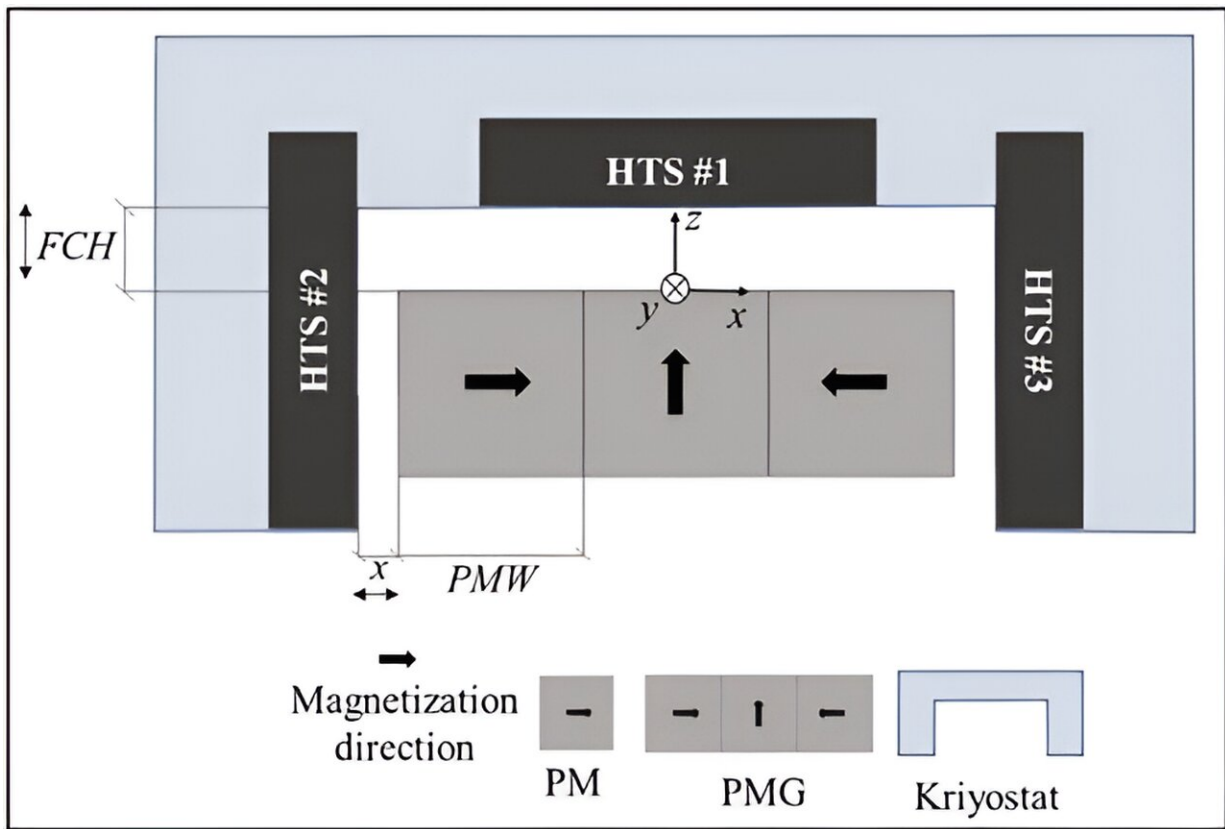 HTS #1
FCH
HTS #2
z
y
x
HTS #3
x
PMW
Magnetization
direction
PM
PMG
Kriyostat